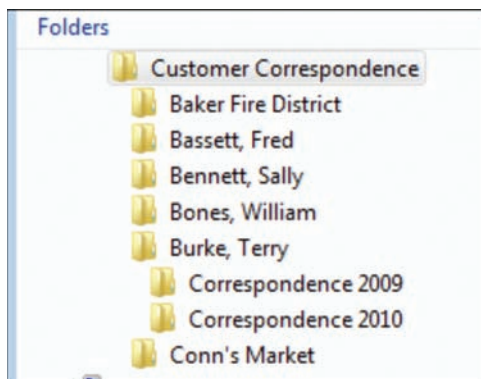 Folders
Customer Correspondence
Baker Fire District
Bassett, Fred
Bennett, Sally
Bones, William
Burke, Terry
Correspondence 2009
Correspondence 2010
Conn's Market